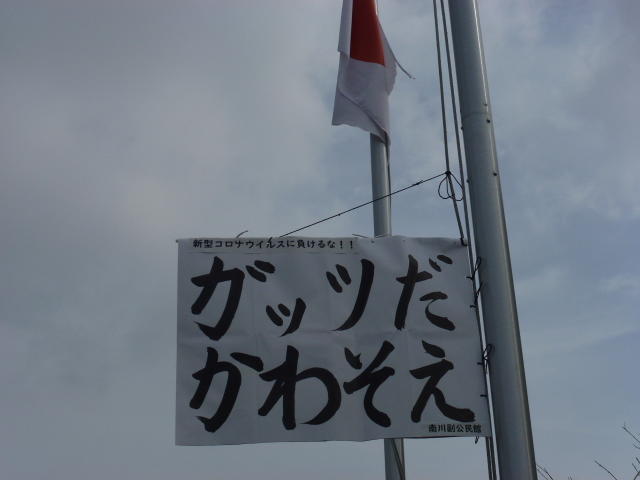 新型コロナウイルスに負けるな！！
ガッツだ
かわそえ
南川副公民館